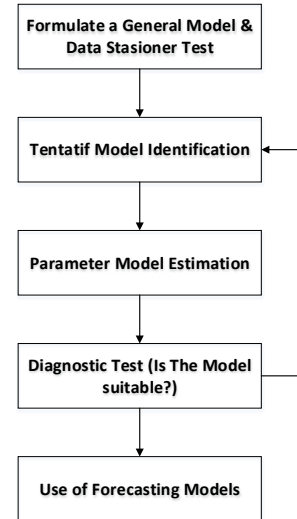 Formulate a General Model &
Data Stasioner Test
Tentatif Model Identification
Parameter Model Estimation
Diagnostic Test (Is The Model
suitable?)
Use of Forecasting Models